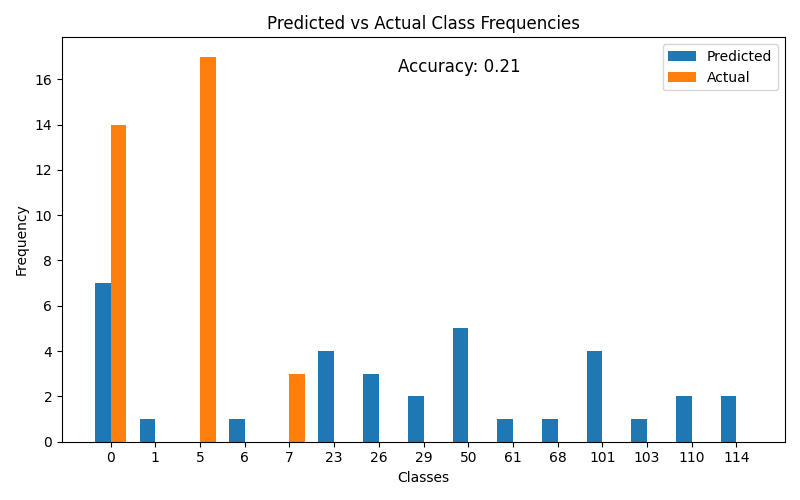 Predicted vs Actual Class Frequencies
Accuracy: 0.21
Predicted
Actual
Frequency
16
14
12
10
8
6
4
2
0
0 1 5 6 7 23 26 29 50 61 68 101 103 110 114
Classes